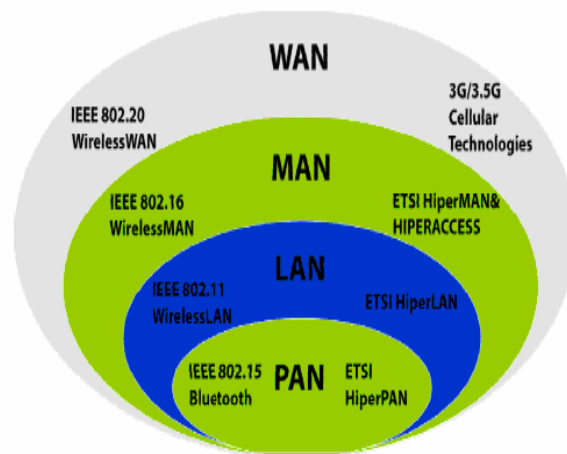 WAN
IEEE 802.20
WirelessWAN
3G/3.5G
Cellular
Technologies
MAN
IEEE 802.16
WirelessMAN
ETSI HiperMAN&
HIPERACCESS
LAN
IEEE 802.11
WirelessLAN
ETSI HiperLAN
PAN
IEEE 802.15
Bluetooth
ETSI
HiperPAN